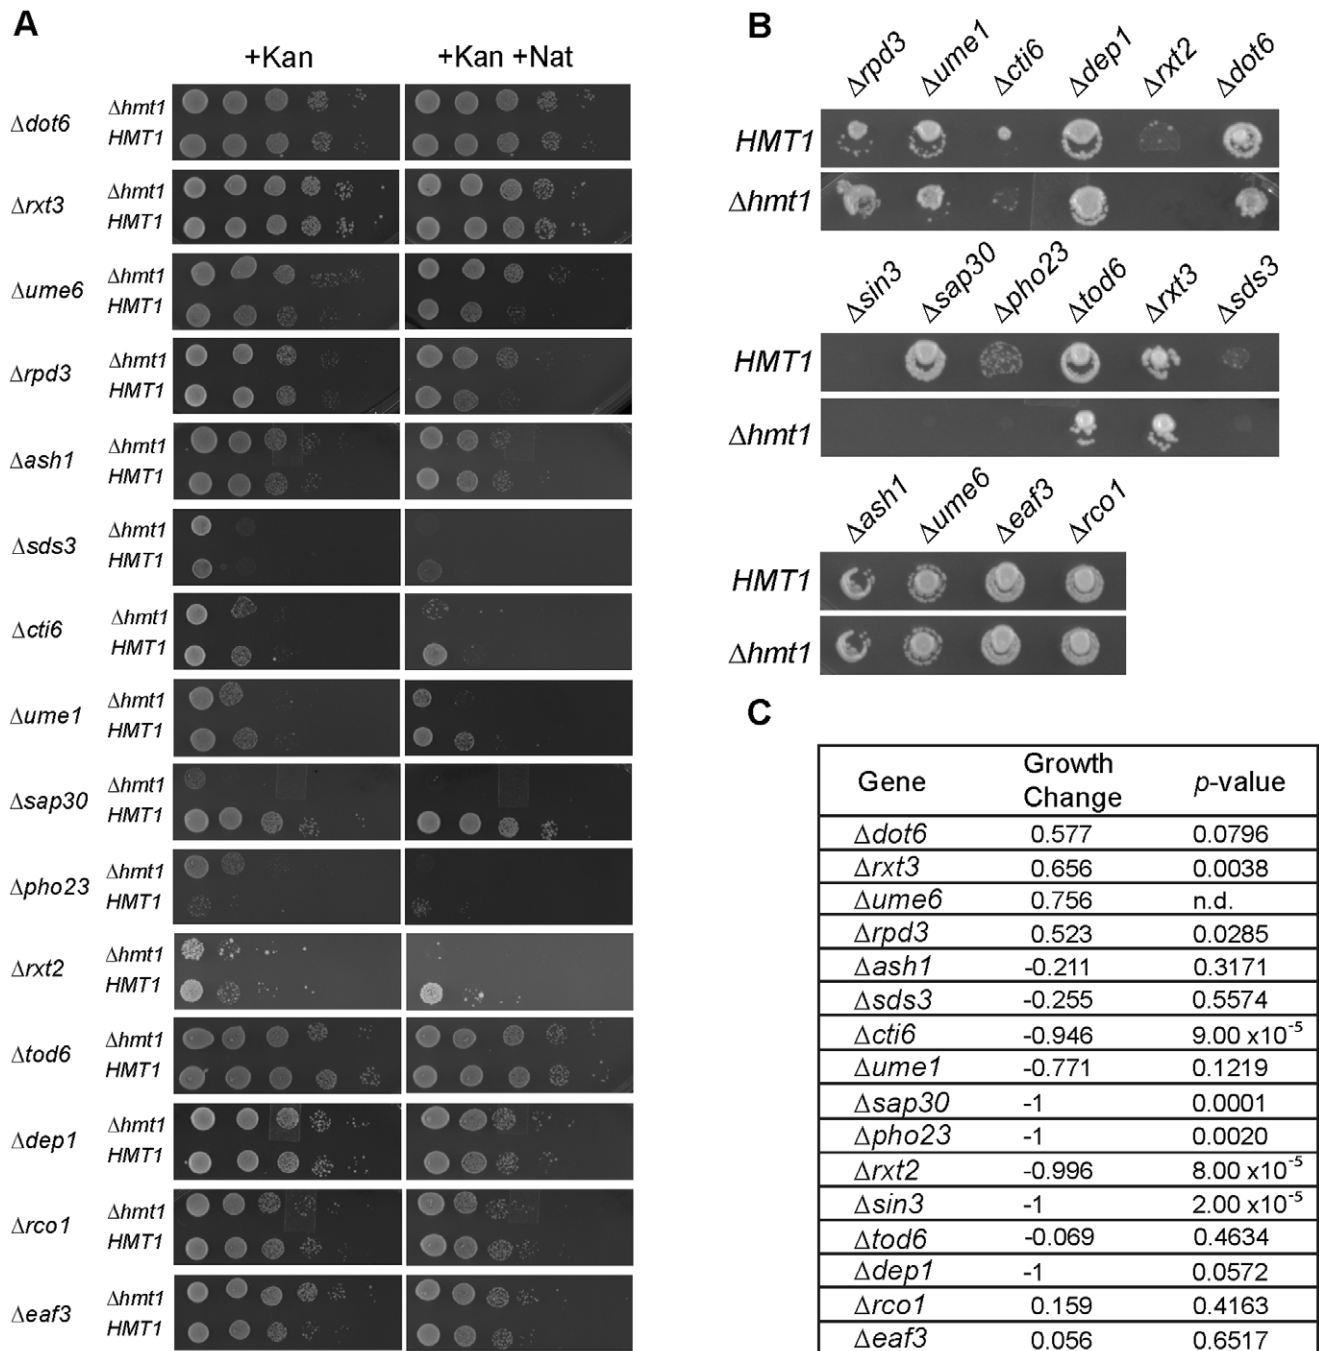 A
+Kan
+Kan +Nat
Δdot6
Δhmt1
HMT1
Δrxt3
Δhmt1
HMT1
Δume6
Δhmt1
HMT1
Δrpd3
Δhmt1
HMT1
Δash1
Δhmt1
HMT1
Δsds3
Δhmt1
HMT1
Δcti6
Δhmt1
HMT1
Δume1
Δhmt1
HMT1
Δsap30
Δhmt1
HMT1
Δpho23
Δhmt1
HMT1
Δrxt2
Δhmt1
HMT1
Δtod6
Δhmt1
HMT1
Δdep1
Δhmt1
HMT1
Δrco1
Δhmt1
HMT1
Δeaf3
Δhmt1
HMT1
B
Δrpd3 Δume1 Δcti6 Δdep1 Δrxt2 Δdot6
HMT1
Δhmt1
Δsin3 Δsap30 Δpho23 Δtod6 Δrxt3 Δsds3
HMT1
Δhmt1
Δash1 Δume6 Δeaf3 Δrco1
HMT1
Δhmt1
C
Gene Growth Change p-value
Δdot6 0.577 0.0796
Δrxt3 0.656 0.0038
Δume6 0.756 n.d.
Δrpd3 0.523 0.0285
Δash1 -0.211 0.3171
Δsds3 -0.255 0.5574
Δcti6 -0.946 9.00 x10⁻⁵
Δume1 -0.771 0.1219
Δsap30 -1 0.0001
Δpho23 -1 0.0020
Δrxt2 -0.996 8.00 x10⁻⁵
Δsin3 -1 2.00 x10⁻⁵
Δtod6 -0.069 0.4634
Δdep1 -1 0.0572
Δrco1 0.159 0.4163
Δeaf3 0.056 0.6517